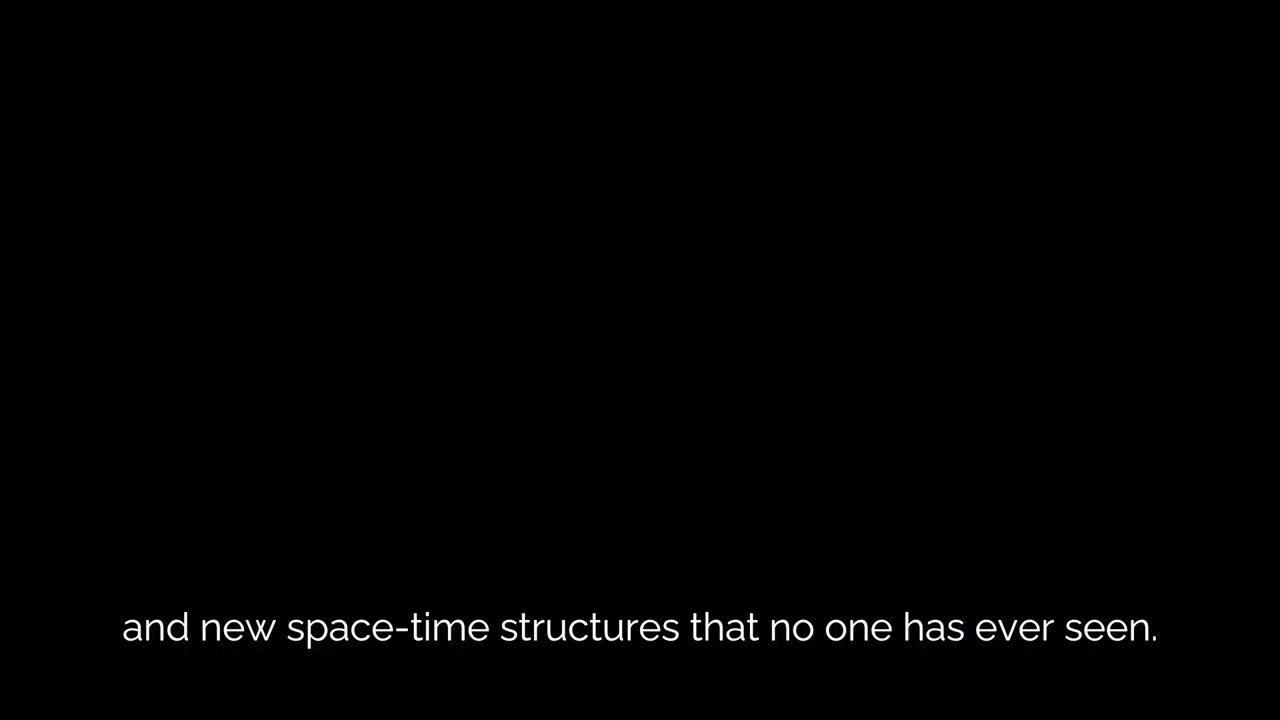 and new space-time structures that no one has ever seen.